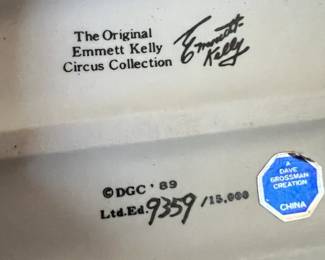 The Original
Emmett Kelly
Circus Collection
Emmett
Kelly
©DGC '89
Ltd.Ed. 9359 /15,000
A
DAVE
GROSSMAN
CREATION
CHINA